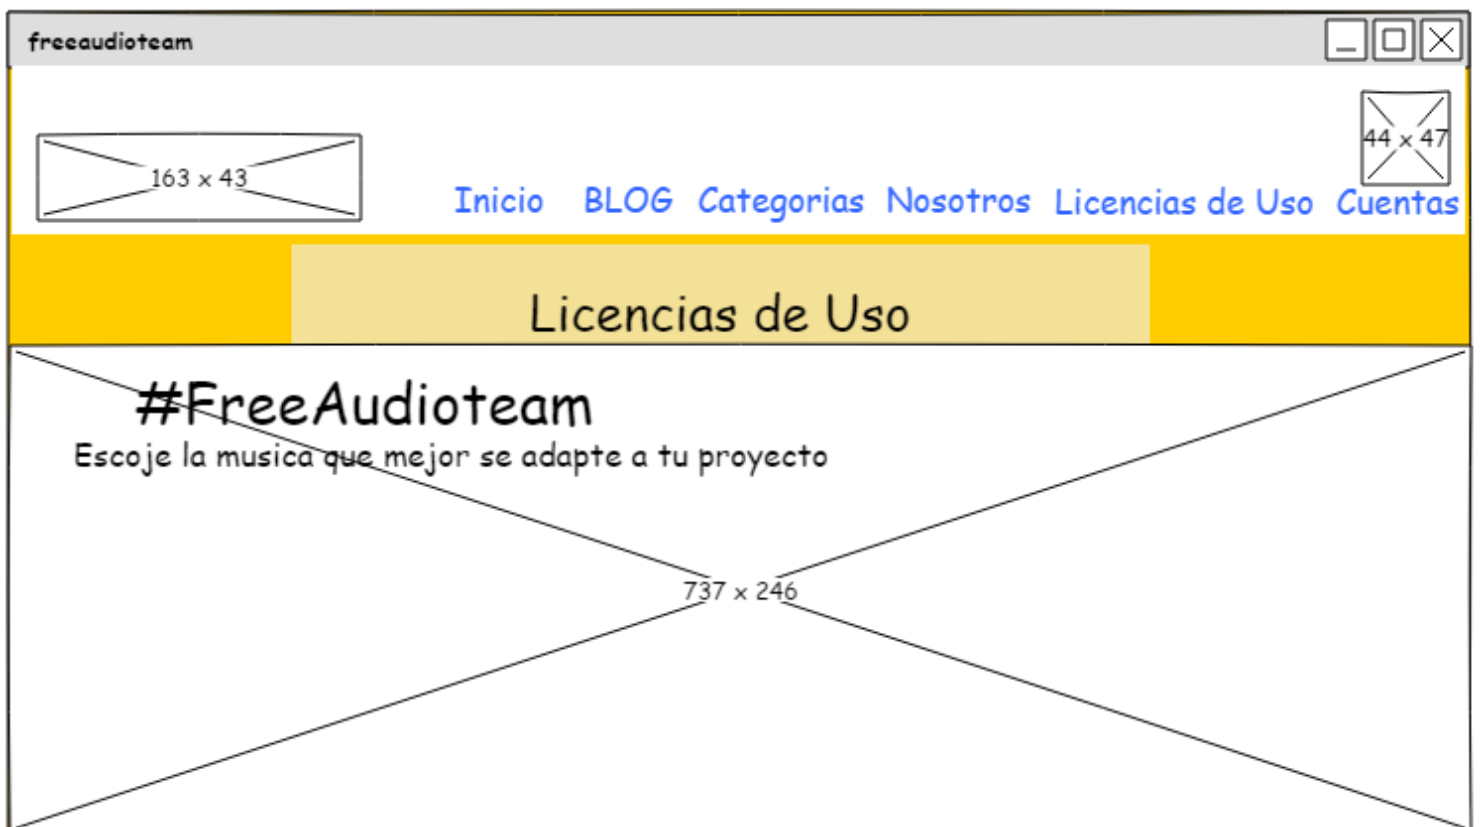 freeaudioteam
44 x 47
163 x 43
Inicio BLOG Categorias Nosotros Licencias de Uso Cuentas
Licencias de Uso
#FreeAudioteam
Escoje la musica que mejor se adapte a tu proyecto
737 x 246